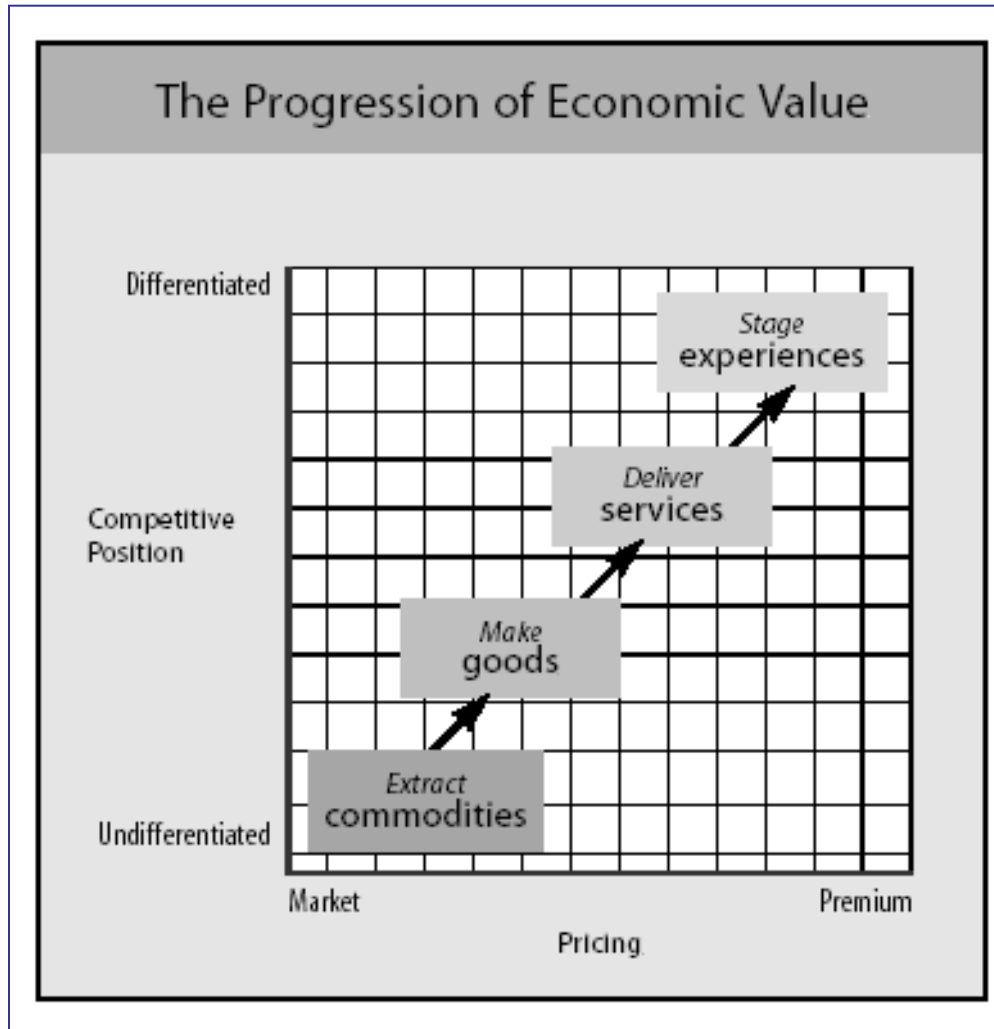 The Progression of Economic Value
Differentiated
Stage
experiences
Deliver
services
Competitive
Position
Make
goods
Extract
commodities
Undifferentiated
Market
Premium
Pricing